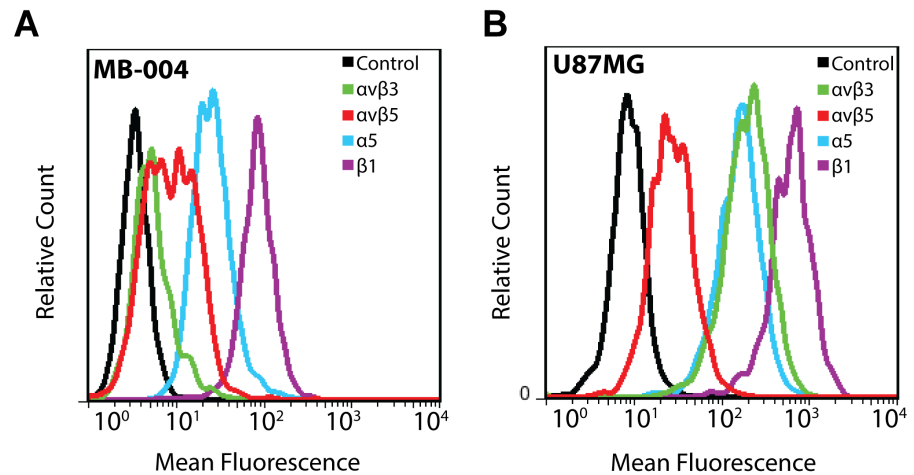 A
MB-004
Control
αvβ3
αvβ5
α5
β1
Relative Count
10⁰ 10¹ 10² 10³ 10⁴
Mean Fluorescence
B
U87MG
Control
αvβ3
αvβ5
α5
β1
Relative Count
0
10⁰ 10¹ 10² 10³ 10⁴
Mean Fluorescence